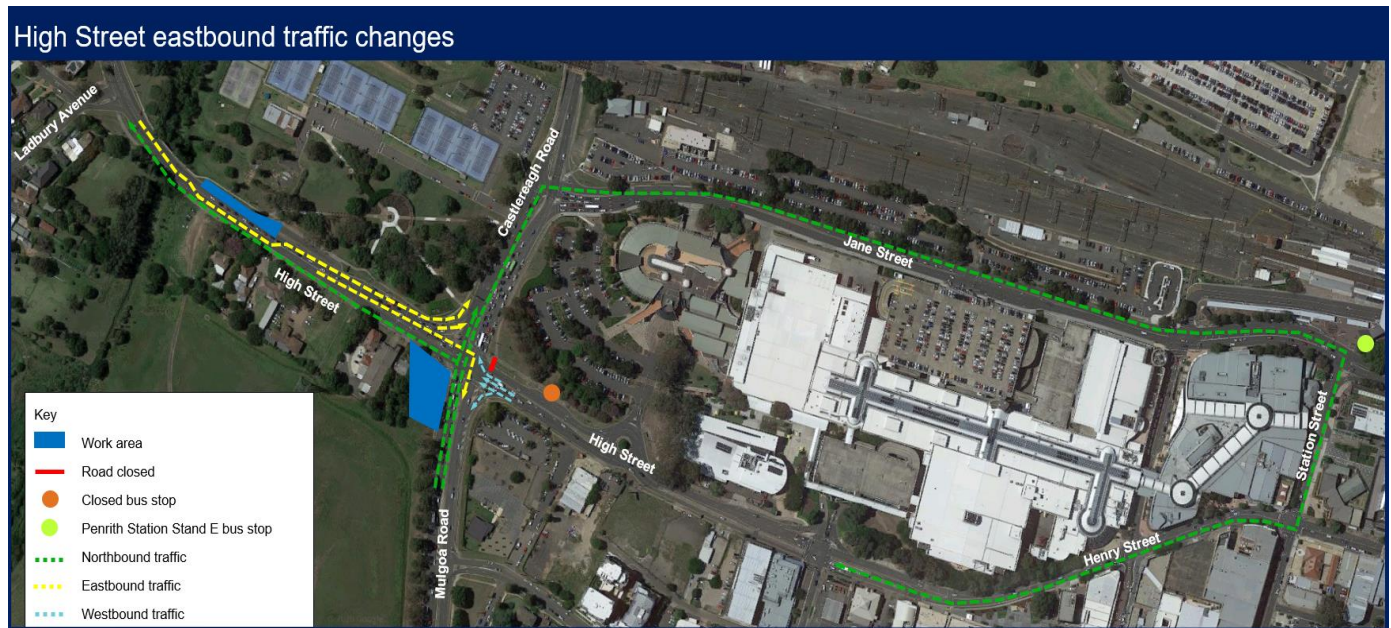 High Street eastbound traffic changes
Ladbury Avenue
Castlereagh Road
Jane Street
High Street
High Street
Station Street
Henry Street
Mulgoa Road
Key
Work area
Road closed
Closed bus stop
Penrith Station Stand E bus stop
Northbound traffic
Eastbound traffic
Westbound traffic